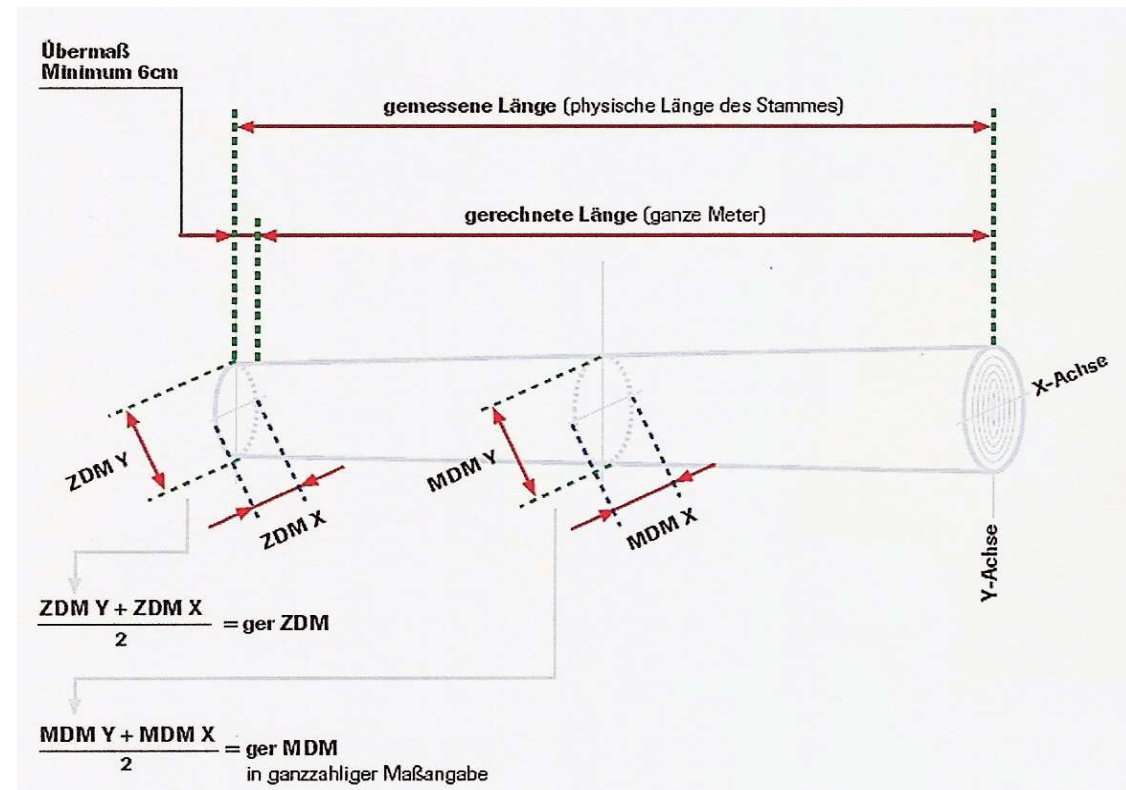 Übermaß
Minimum 6cm
gemessene Länge (physische Länge des Stammes)
gerechnete Länge (ganze Meter)
X-Achse
ZDM Y
ZDM X
MDM Y
MDM X
Y-Achse
ZDM Y + ZDM X
2
= ger ZDM
MDM Y + MDM X
2
= ger MDM
in ganzzahliger Maßangabe